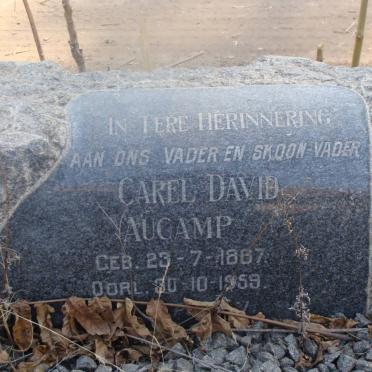 IN TERE HERINNERING
AAN ONS VADER EN SKOON-VADER
CAREL DAVID
AUCAMP
GEB. 23-7-1887.
OORL. 30-10-1959.